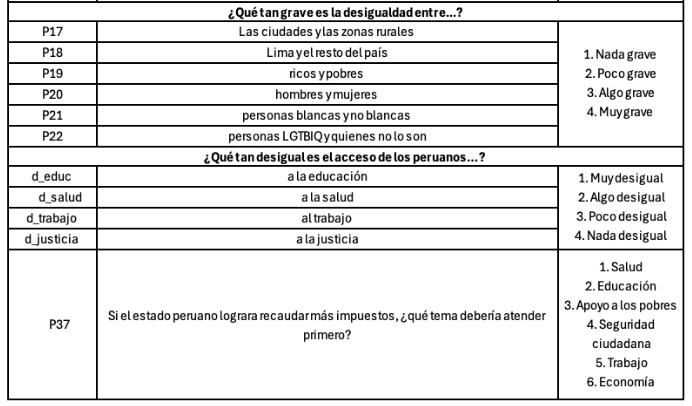 ¿Qué tan grave es la desigualdad entre...?
P17 Las ciudades y las zonas rurales
P18 Lima y el resto del país
P19 ricos y pobres
P20 hombres y mujeres
P21 personas blancas y no blancas
P22 personas LGTBIQ y quienes no lo son
1. Nada grave
2. Poco grave
3. Algo grave
4. Muy grave
¿Qué tan desigual es el acceso de los peruanos...?
d_educ a la educación
d_salud a la salud
d_trabajo al trabajo
d_justicia a la justicia
1. Muy desigual
2. Algo desigual
3. Poco desigual
4. Nada desigual
P37
Si el estado peruano lograra recaudar más impuestos, ¿qué tema debería atender
primero?
1. Salud
2. Educación
3. Apoyo a los pobres
4. Seguridad
ciudadana
5. Trabajo
6. Economía